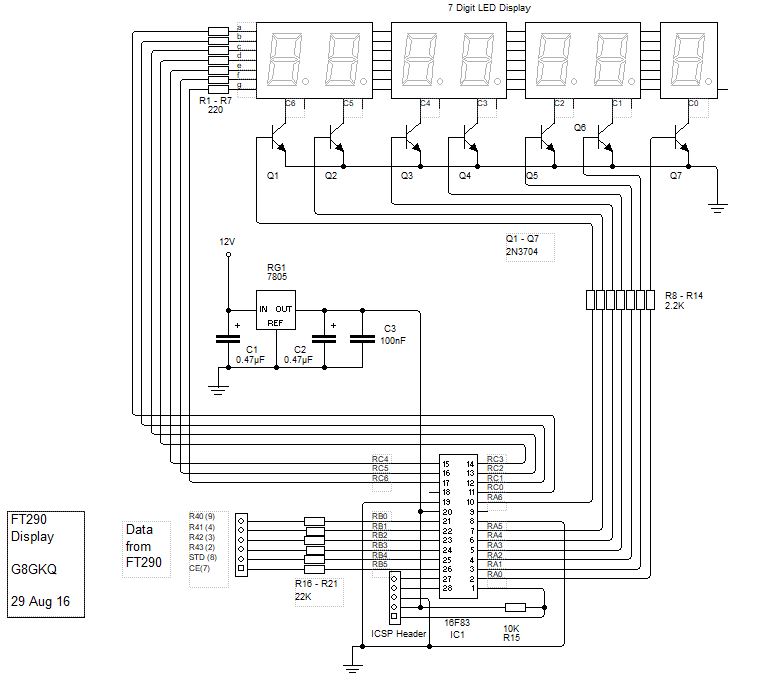 7 Digit LED Display
a
b
c
d
e
f
g
R1 - R7
220
C6
C5
C4
C3
C2
C1
C0
Q1
Q2
Q3
Q4
Q5
Q6
Q7
Q1 - Q7
2N3704
12V
RG1
7805
IN OUT
REF
+
+
C1
0.47µF
C2
0.47µF
C3
100nF
R8 - R14
2.2K
RC4
RC5
RC6
15 14
16 13
17 12
18 11
19 10
20 9
21 8
22 7
23 6
24 5
25 4
26 3
27 2
28 1
RC3
RC2
RC1
RC0
RA6
RA5
RA4
RA3
RA2
RA1
RA0
RB0
RB1
RB2
RB3
RB4
RB5
FT290
Display
G8GKQ
29 Aug 16
Data
from
FT290
R40 (9)
R41 (4)
R42 (3)
R43 (2)
STD (8)
CE(7)
R16 - R21
22K
ICSP Header
16F83
IC1
10K
R15